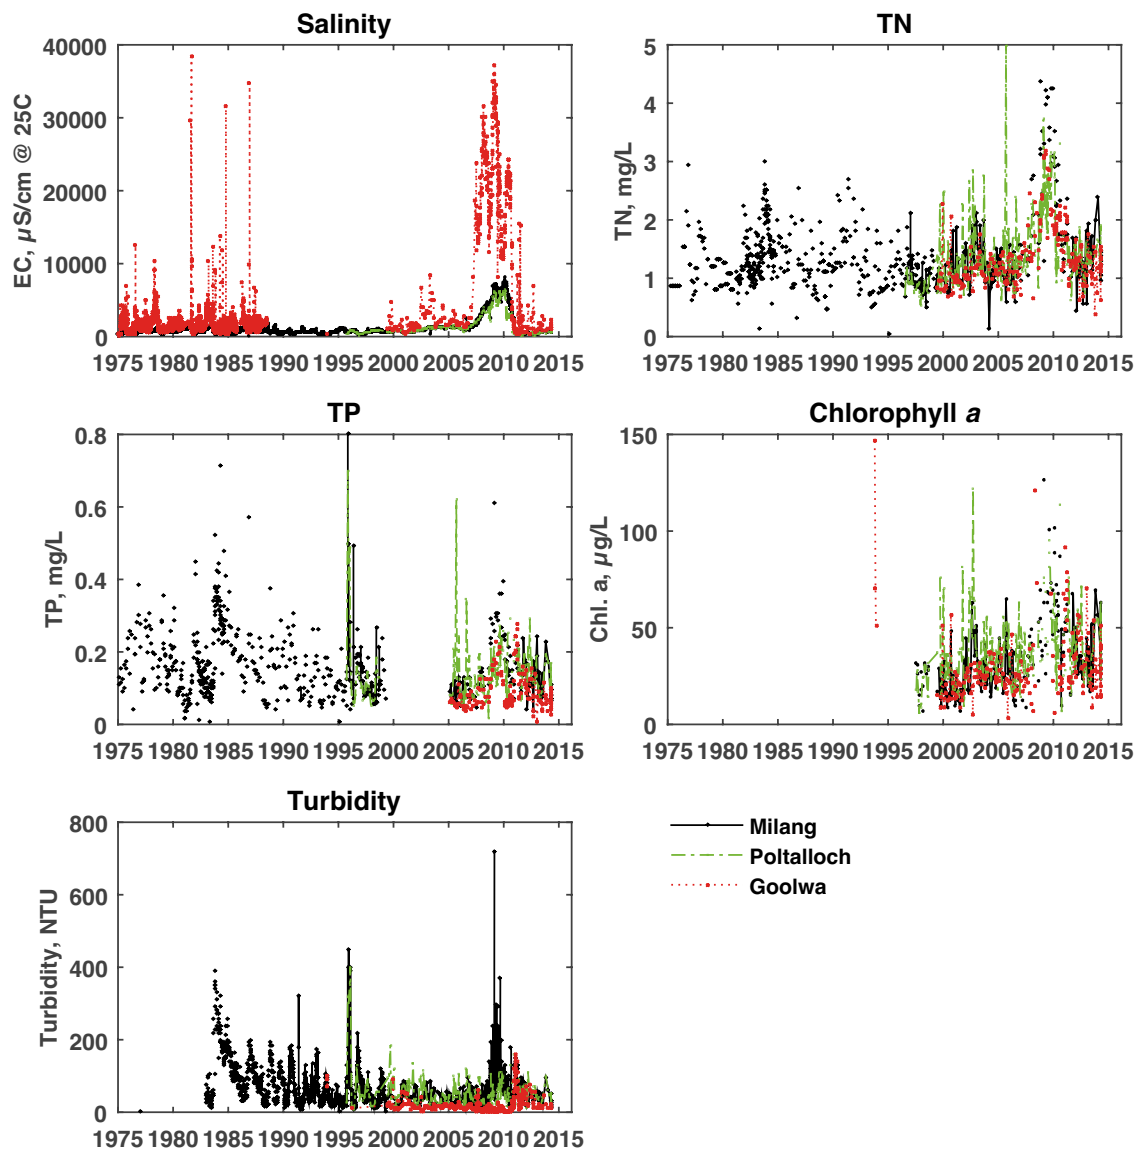 Salinity
EC, µS/cm @ 25C
40000
30000
20000
10000
0
1975 1980 1985 1990 1995 2000 2005 2010 2015
TN
TN, mg/L
5
4
3
2
1
0
1975 1980 1985 1990 1995 2000 2005 2010 2015
TP
TP, mg/L
0.8
0.6
0.4
0.2
0
1975 1980 1985 1990 1995 2000 2005 2010 2015
Chlorophyll a
Chl. a, µg/L
150
100
50
0
1975 1980 1985 1990 1995 2000 2005 2010 2015
Turbidity
Turbidity, NTU
800
600
400
200
0
1975 1980 1985 1990 1995 2000 2005 2010 2015
Milang
Poltalloch
Goolwa